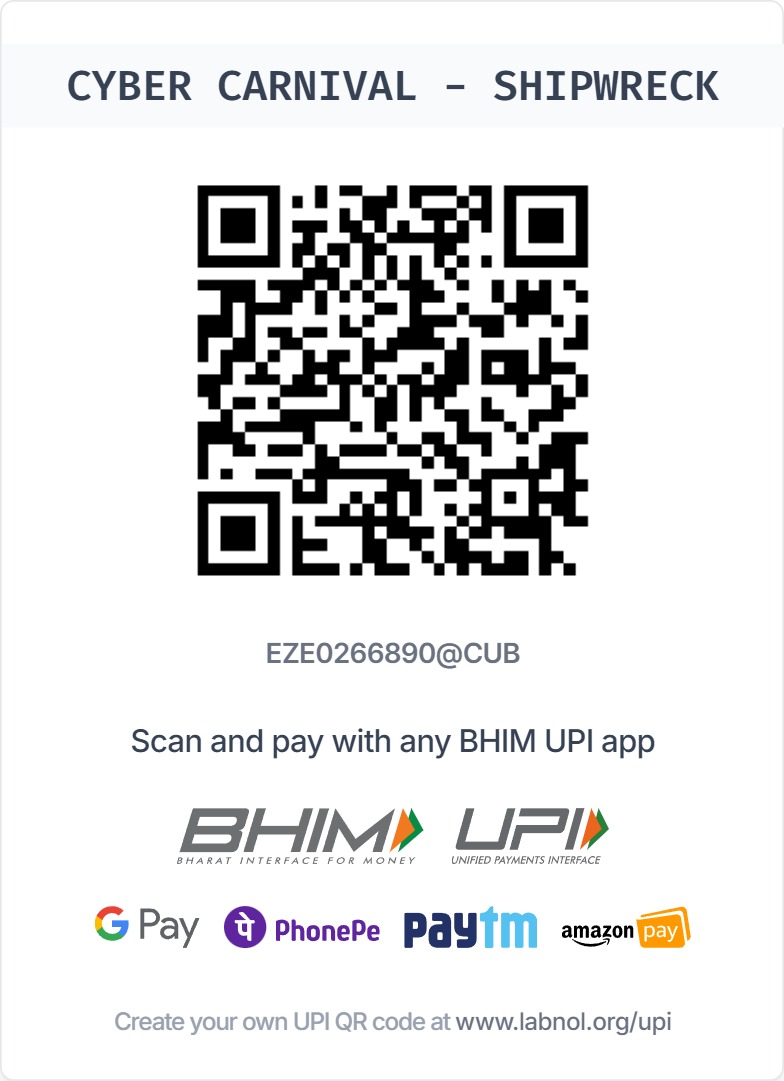 CYBER CARNIVAL - SHIPWRECK
EZE0266890@CUB
Scan and pay with any BHIM UPI app
BHIM UPI
BHARAT INTERFACE FOR MONEY UNIFIED PAYMENTS INTERFACE
G Pay पे PhonePe paytm amazon pay
Create your own UPI QR code at www.labnol.org/upi